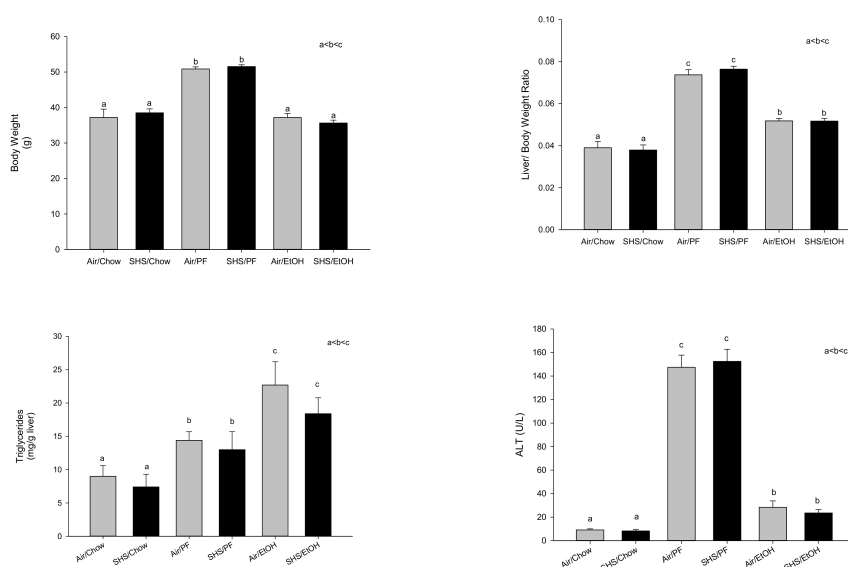 60
50
40
30
20
10
0
Body Weight
(g)
a<b<c
a
a
b
b
a
a
Air/Chow SHS/Chow Air/PF SHS/PF Air/EtOH SHS/EtOH
0.10
0.08
0.06
0.04
0.02
0.00
Liver/ Body Weight Ratio
a<b<c
a
a
c
c
b
b
Air/Chow SHS/Chow Air/PF SHS/PF Air/EtOH SHS/EtOH
30
25
20
15
10
5
0
Triglycerides
(mg/g liver)
a<b<c
a
a
b
b
c
c
Air/Chow SHS/Chow Air/PF SHS/PF Air/EtOH SHS/EtOH
180
160
140
120
100
80
60
40
20
0
ALT (U/L)
a<b<c
a
a
c
c
b
b
Air/Chow SHS/Chow Air/PF SHS/PF Air/EtOH SHS/EtOH